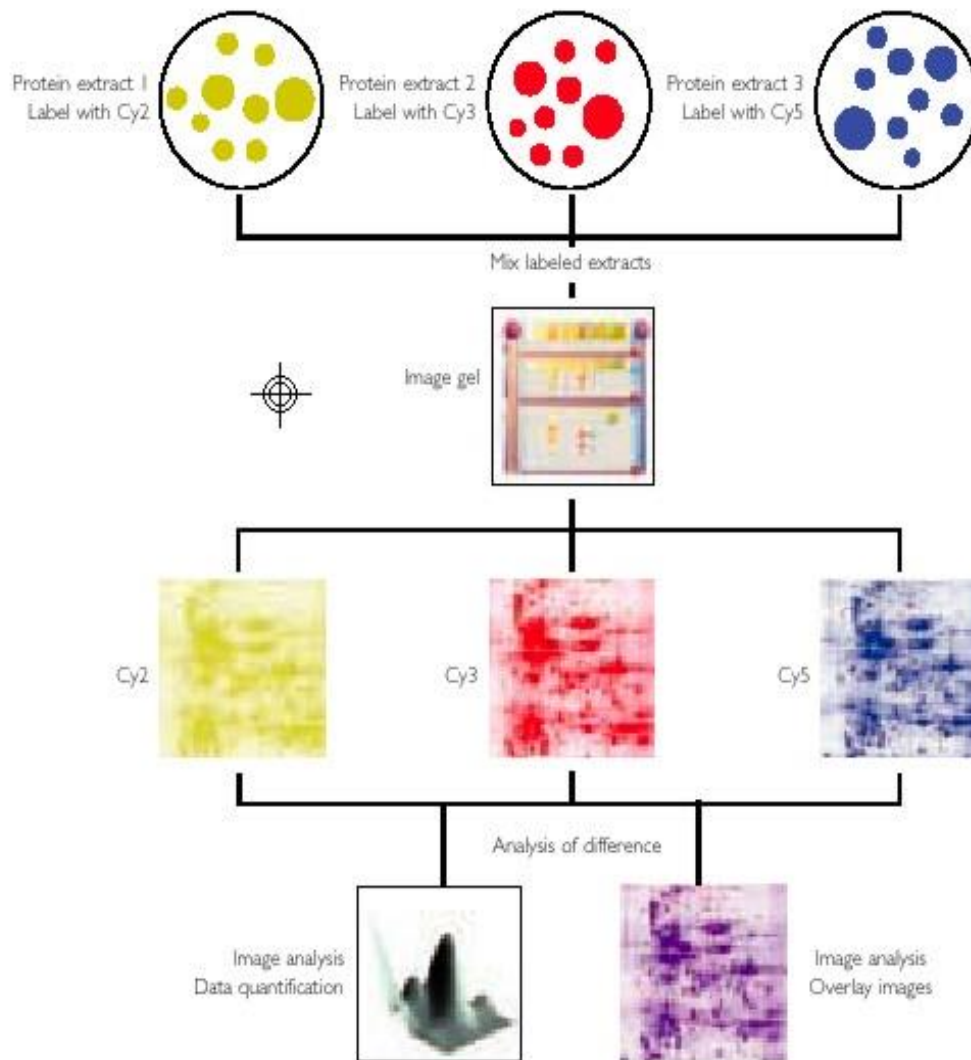 Protein extract 1
Label with Cy2
Protein extract 2
Label with Cy3
Protein extract 3
Label with Cy5
Mix labeled extracts
Image gel
Cy2
Cy3
Cy5
Analysis of difference
Image analysis
Data quantification
Image analysis
Overlay images